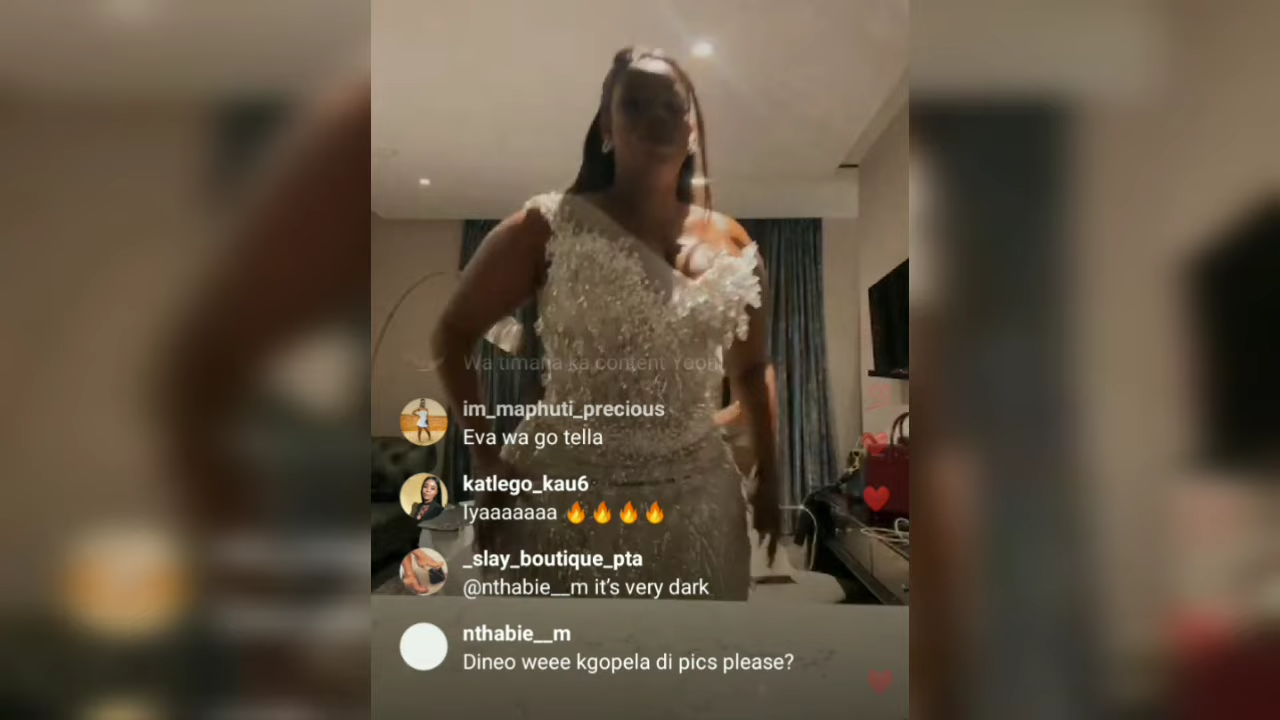 Wa timana ka content Yooh
im_maphuti_precious
Eva wa go tella
katlego_kau6
Iyaaaaaaa 🔥🔥🔥🔥
_slay_boutique_pta
@nthabie__m it's very dark
nthabie__m
Dineo weee kgopela di pics please?